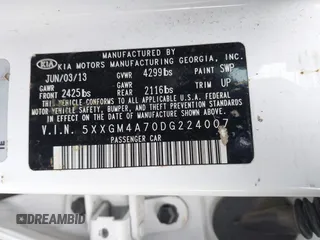 MANUFACTURED BY
KIA KIA MOTORS MANUFACTURING GEORGIA, INC.
JUN/03/13 GVWR 4299lbs PAINT SWP
GAWR FRONT 2425lbs GAWR REAR 2116lbs TRIM UP
THIS VEHICLE CONFORMS TO ALL APPLICABLE FEDERAL
MOTOR VEHICLE SAFETY, BUMPER, AND THEFT PREVENTION STANDARDS
IN EFFECT ON THE DATE OF MANUFACTURE SHOWN ABOVE.
V.I.N. 5XXGM4A70DG224007
PASSENGER CAR
DREAMBID